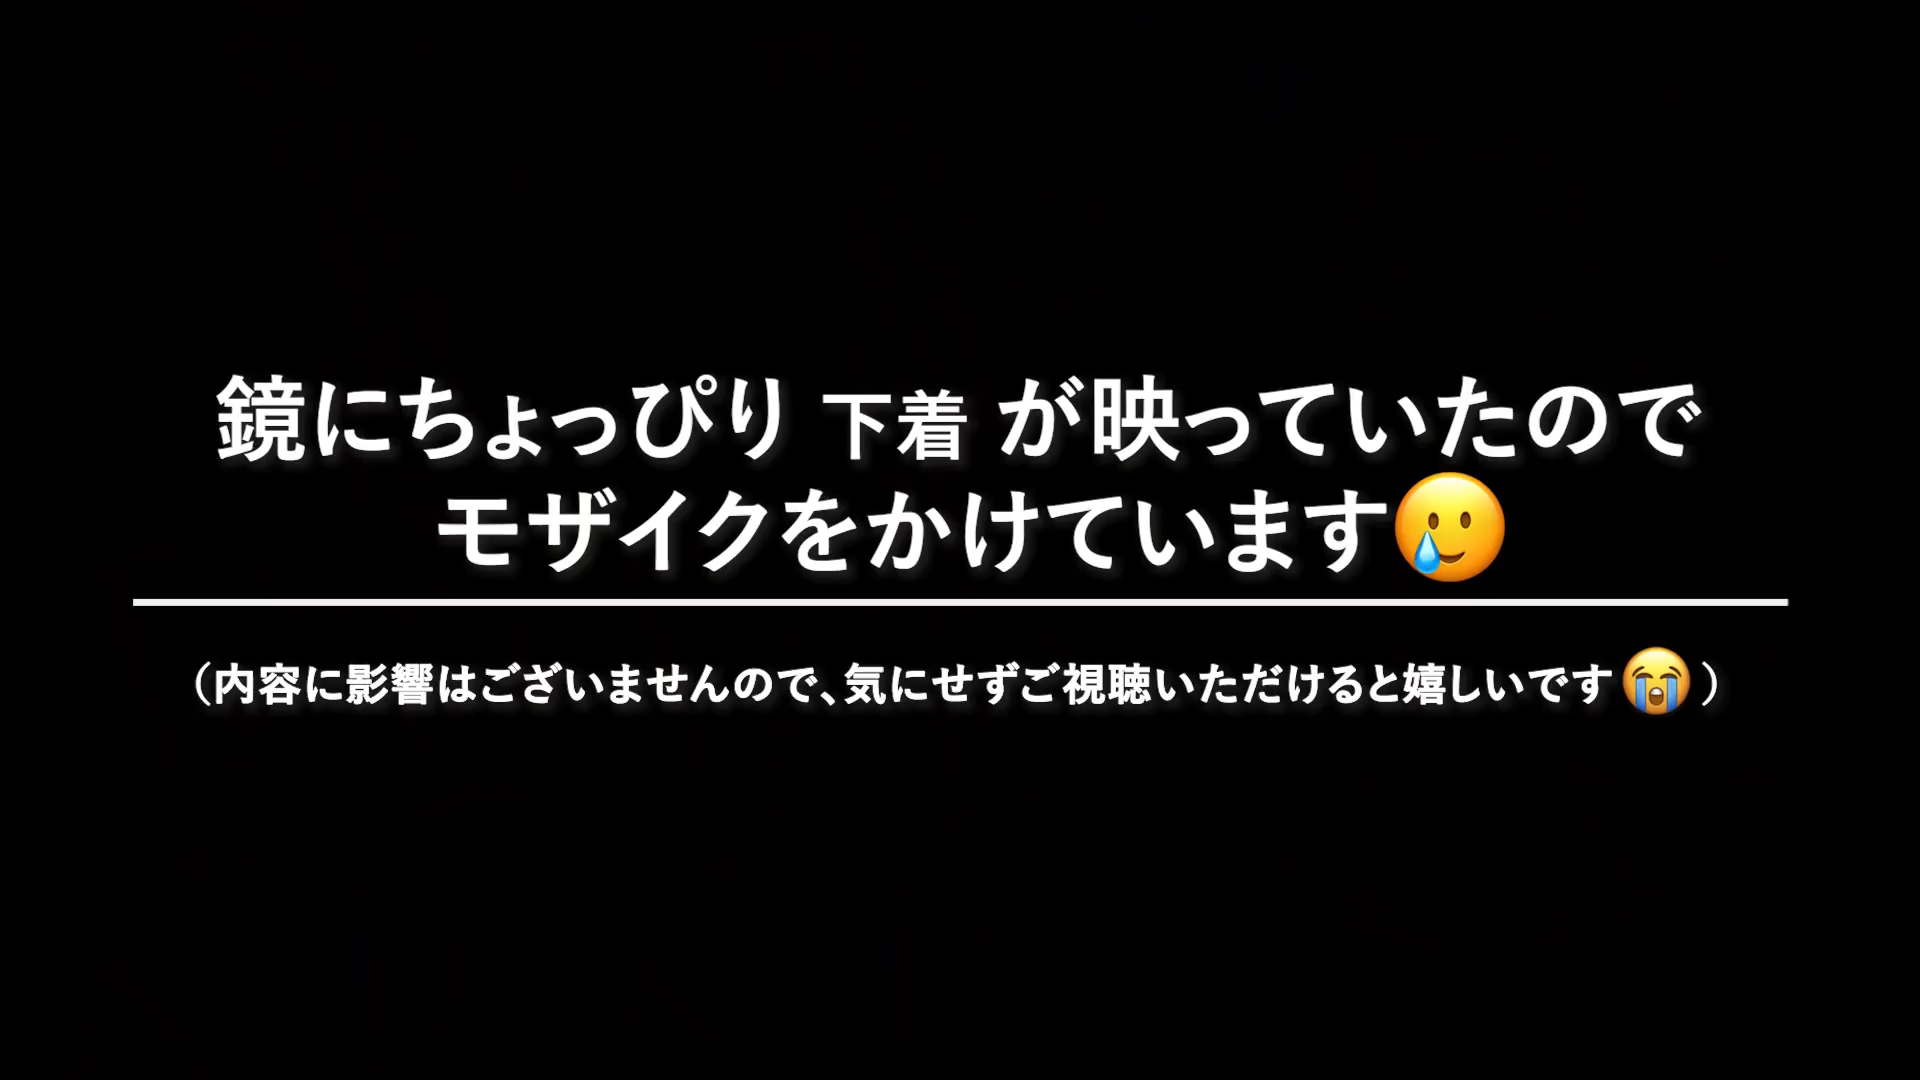 鏡にちょっぴり 下着 が映っていたので
モザイクをかけています🥲
（内容に影響はございませんので、気にせずご視聴いただけると嬉しいです😭）